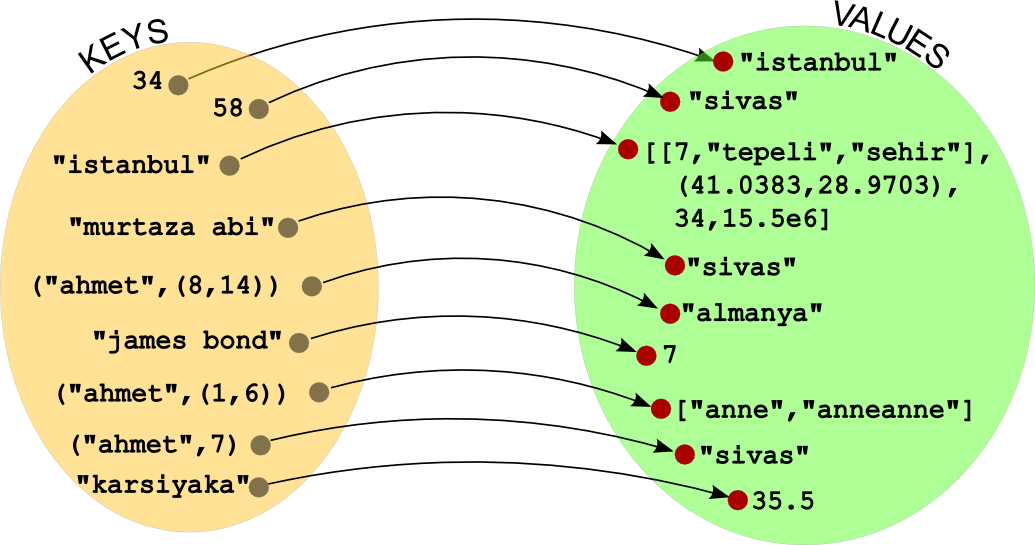 KEYS
34
58
"istanbul"
"murtaza abi"
("ahmet",(8,14))
"james bond"
("ahmet",(1,6))
("ahmet",7)
"karsiyaka"
VALUES
"istanbul"
"sivas"
[[7,"tepeli","sehir"],
(41.0383,28.9703),
34,15.5e6]
"sivas"
"almanya"
7
["anne","anneanne"]
"sivas"
35.5